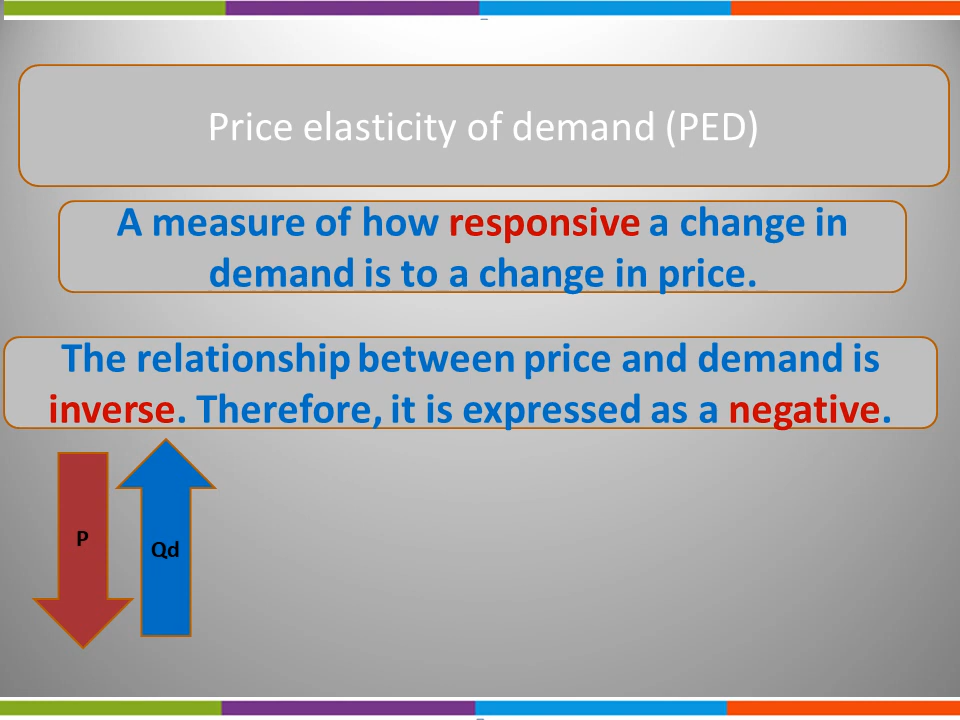 Price elasticity of demand (PED)
A measure of how responsive a change in
demand is to a change in price.
The relationship between price and demand is
inverse. Therefore, it is expressed as a negative.
P
Qd